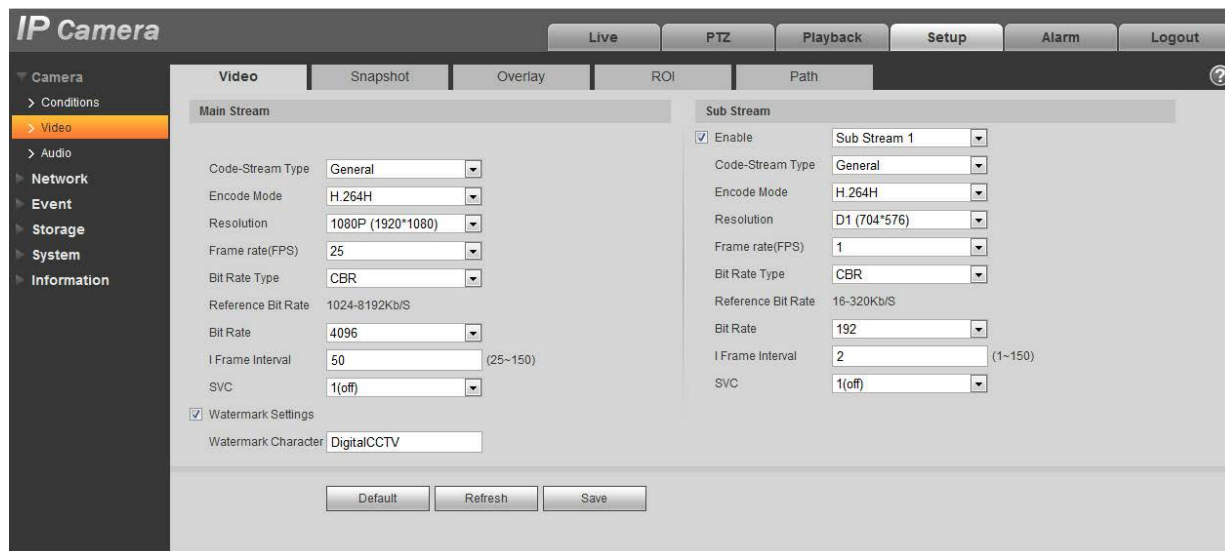 IP Camera
Live PTZ Playback Setup Alarm Logout
Camera
Conditions
Video
Audio
Network
Event
Storage
System
Information
Video Snapshot Overlay ROI Path
?
Main Stream
Code-Stream Type General
Encode Mode H.264H
Resolution 1080P (1920*1080)
Frame rate(FPS) 25
Bit Rate Type CBR
Reference Bit Rate 1024-8192Kb/S
Bit Rate 4096
I Frame Interval 50 (25~150)
SVC 1(off)
Watermark Settings
Watermark Character DigitalCCTV
Sub Stream
Enable Sub Stream 1
Code-Stream Type General
Encode Mode H.264H
Resolution D1 (704*576)
Frame rate(FPS) 1
Bit Rate Type CBR
Reference Bit Rate 16-320Kb/S
Bit Rate 192
I Frame Interval 2 (1~150)
SVC 1(off)
Default Refresh Save